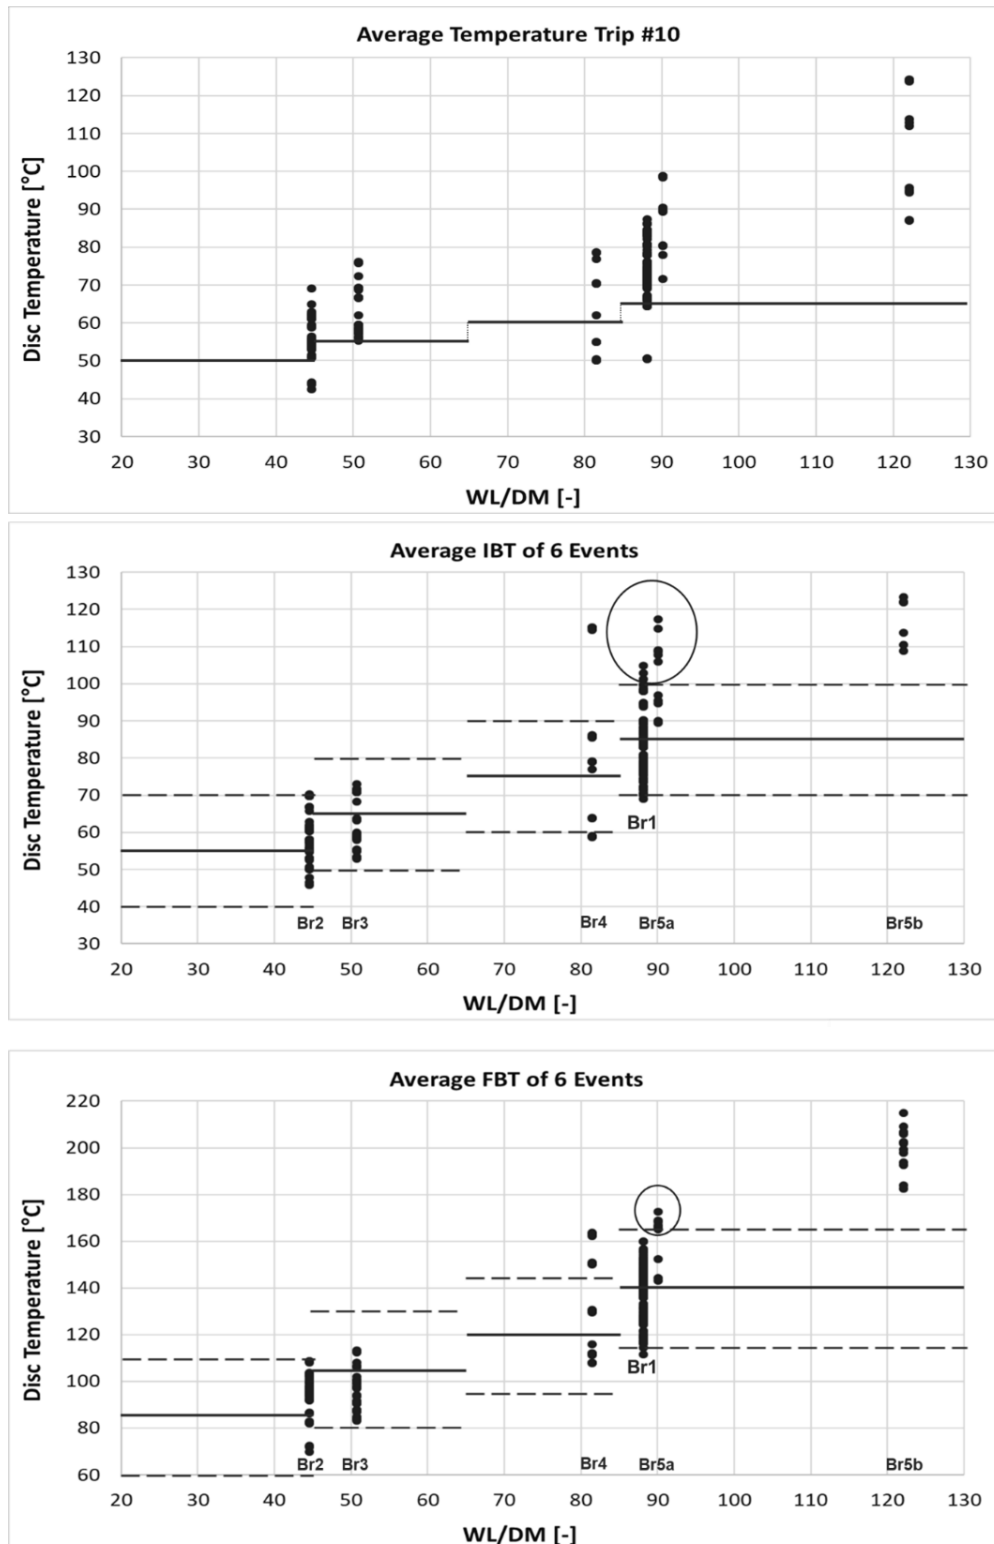 Average Temperature Trip #10
Disc Temperature [°C]
130
120
110
100
90
80
70
60
50
40
30
20 30 40 50 60 70 80 90 100 110 120 130
WL/DM [-]
Average IBT of 6 Events
Disc Temperature [°C]
130
120
110
100
90
80
70
60
50
40
30
Br1
Br2 Br3 Br4 Br5a Br5b
20 30 40 50 60 70 80 90 100 110 120 130
WL/DM [-]
Average FBT of 6 Events
Disc Temperature [°C]
220
200
180
160
140
120
100
80
60
Br1
Br2 Br3 Br4 Br5a Br5b
20 30 40 50 60 70 80 90 100 110 120 130
WL/DM [-]